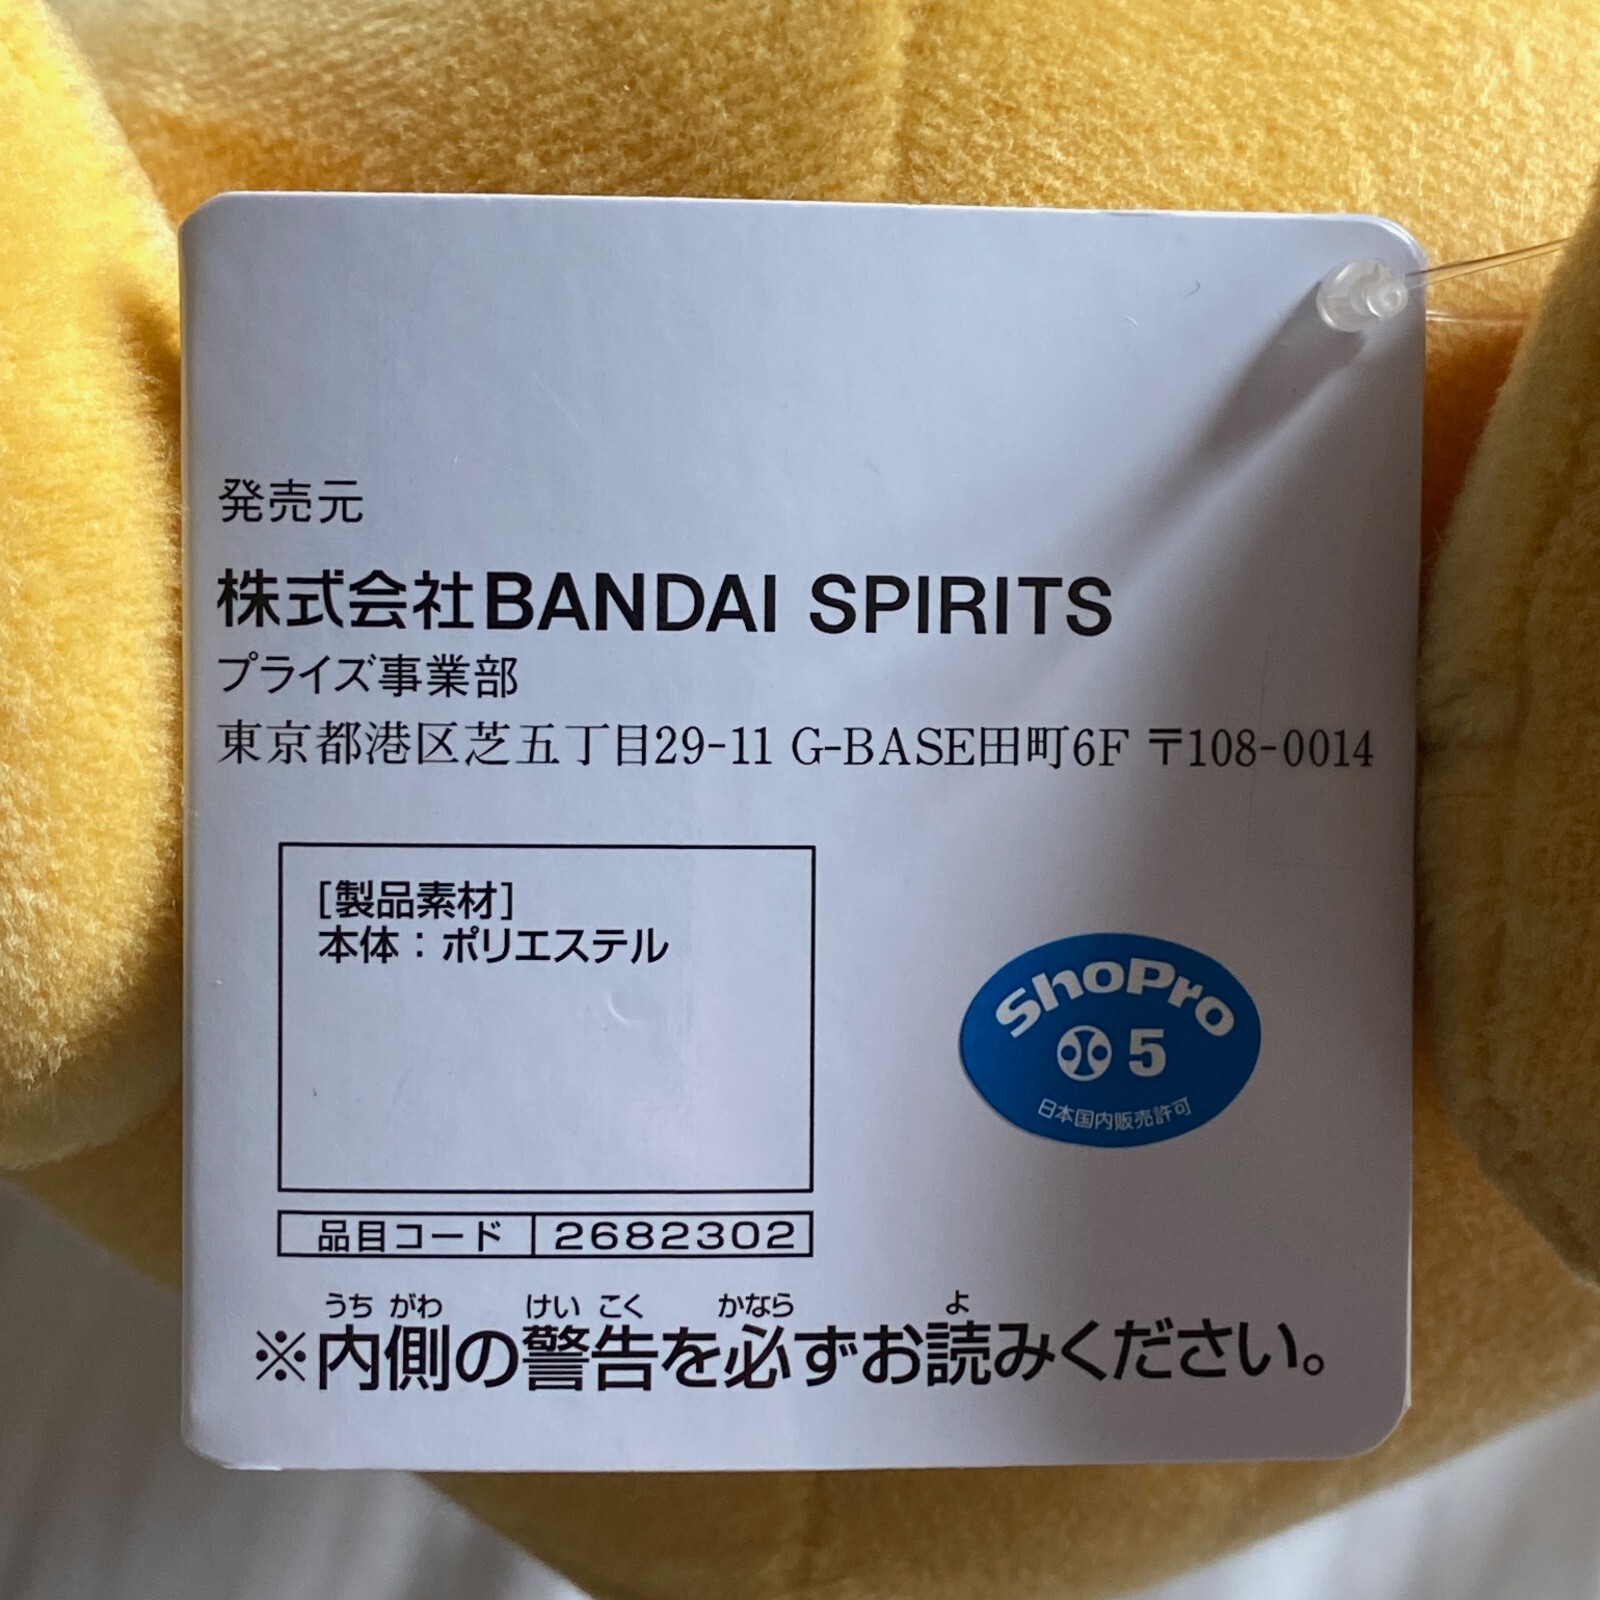 発売元
株式会社BANDAI SPIRITS
プライズ事業部
東京都港区芝五丁目29-11 G-BASE田町6F 〒108-0014
[製品素材]
本体：ポリエステル
ShoPro
5
日本国内販売許可
品目コード 2682302
うち がわ けい こく かなら よ
※内側の警告を必ずお読みください。